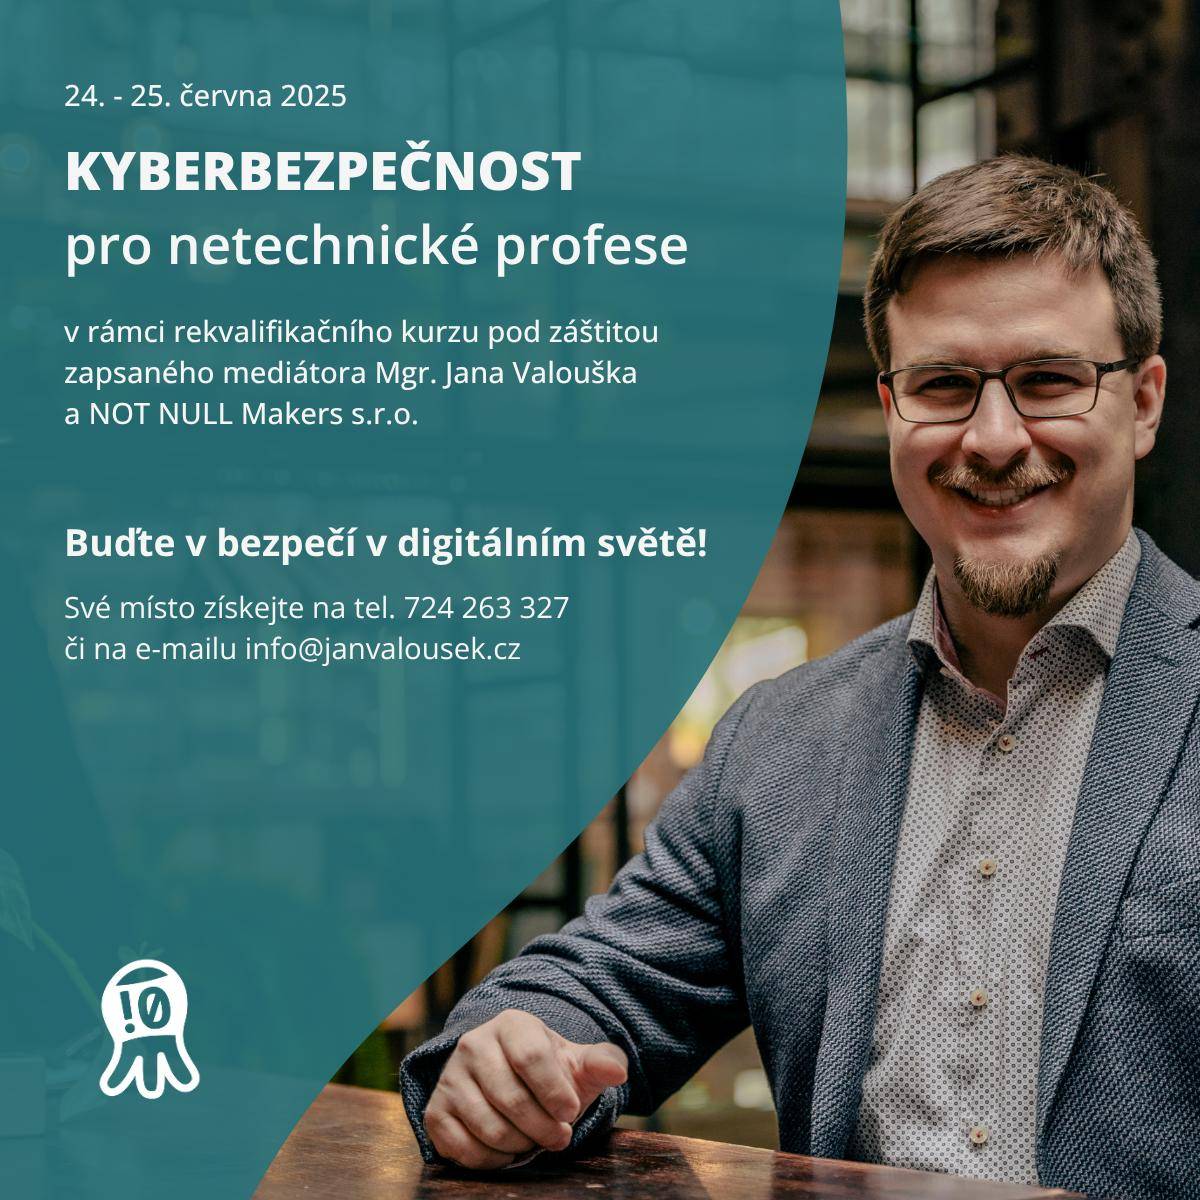 24. - 25. června 2025
KYBERBEZPEČNOST
pro netechnické profese
v rámci rekvalifikačního kurzu pod záštitou
zapsaného mediátora Mgr. Jana Valouška
a NOT NULL Makers s.r.o.
Buďte v bezpečí v digitálním světě!
Své místo získejte na tel. 724 263 327
či na e-mailu info@janvalousek.cz
!0